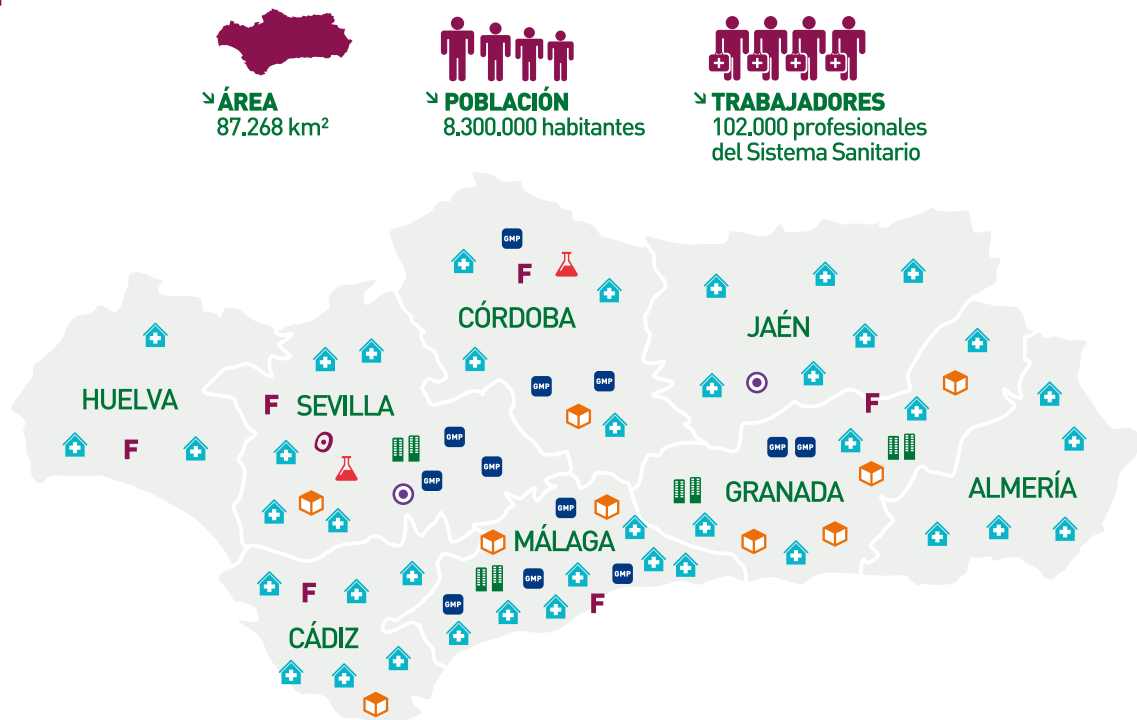 ÁREA
87.268 km²
POBLACIÓN
8.300.000 habitantes
TRABAJADORES
102.000 profesionales
del Sistema Sanitario
GMP
F
CÓRDOBA
JAÉN
HUELVA
F
F SEVILLA
GMP
GMP
F
GMP
GMP
GMP
GMP
GMP
GRANADA
ALMERÍA
GMP
MÁLAGA
GMP
GMP
GMP
F
F
CÁDIZ